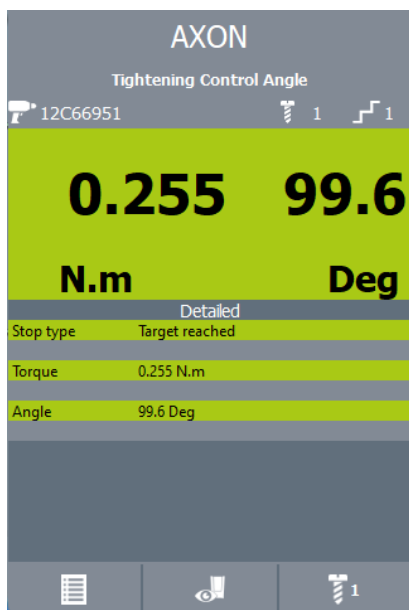 AXON
Tightening Control Angle
12C66951 1 1
0.255 99.6
N.m Deg
Detailed
Stop type Target reached
Torque 0.255 N.m
Angle 99.6 Deg
1